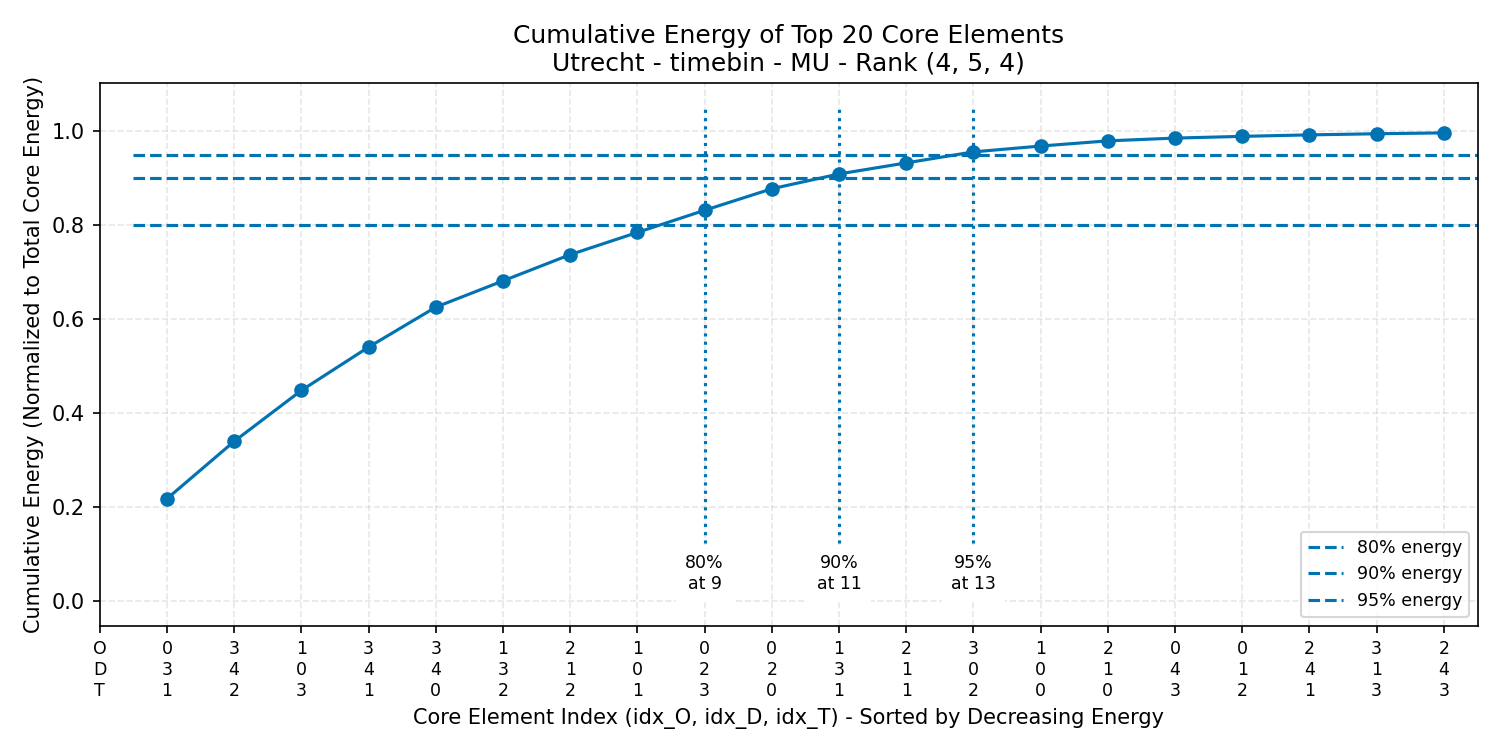 Cumulative Energy of Top 20 Core Elements
Utrecht - timebin - MU - Rank (4, 5, 4)
Cumulative Energy (Normalized to Total Core Energy)
1.0
0.8
0.6
0.4
0.2
0.0
80%
at 9
90%
at 11
95%
at 13
80% energy
90% energy
95% energy
O 0 3 1 3 3 1 2 1 0 0 1 2 3 1 2 0 0 2 3 2
D 3 4 0 4 4 3 1 0 2 2 3 1 0 0 1 4 1 4 1 4
T 1 2 3 1 0 2 2 1 3 0 1 1 2 0 0 3 2 1 3 3
Core Element Index (idx_O, idx_D, idx_T) - Sorted by Decreasing Energy